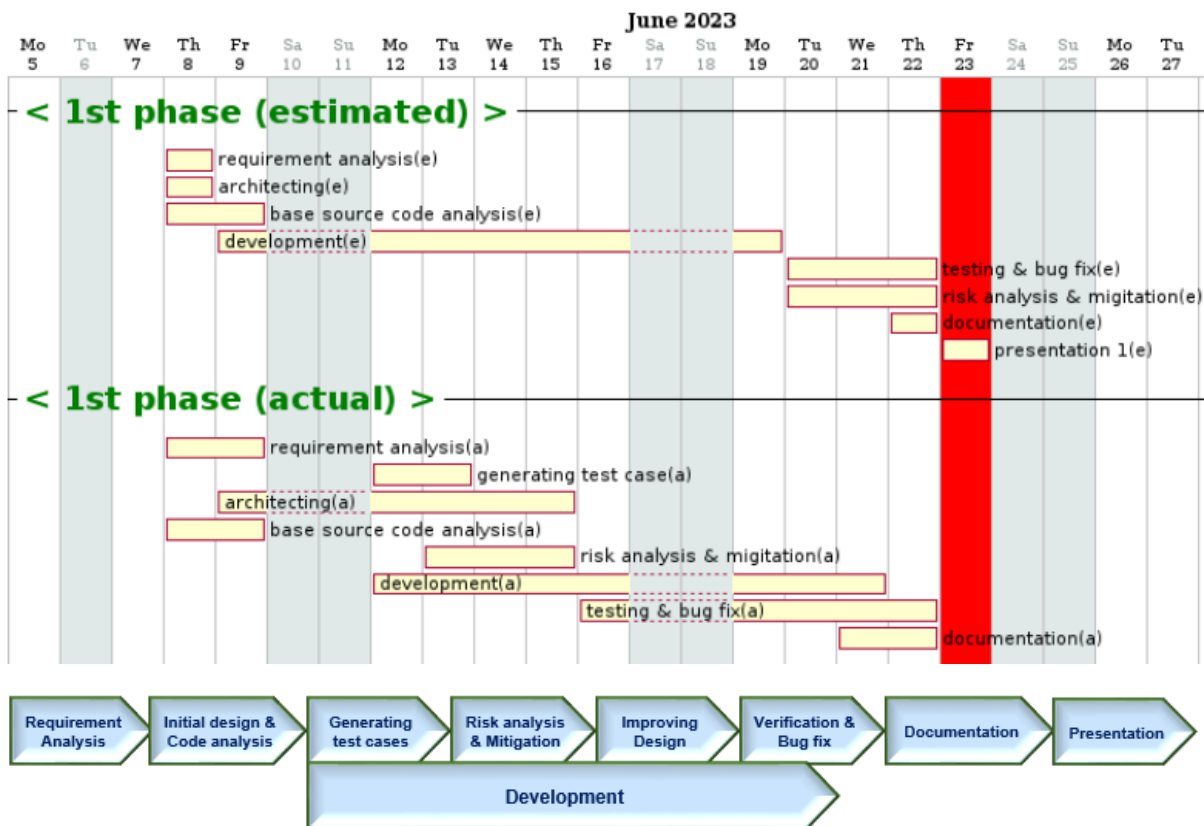 June 2023
Mo Tu We Th Fr Sa Su Mo Tu We Th Fr Sa Su Mo Tu We Th Fr Sa Su Mo Tu
5 6 7 8 9 10 11 12 13 14 15 16 17 18 19 20 21 22 23 24 25 26 27
< 1st phase (estimated) >
requirement analysis(e)
architecting(e)
base source code analysis(e)
development(e)
testing & bug fix(e)
risk analysis & migitation(e)
documentation(e)
presentation 1(e)
< 1st phase (actual) >
requirement analysis(a)
generating test case(a)
architecting(a)
base source code analysis(a)
risk analysis & migitation(a)
development(a)
testing & bug fix(a)
documentation(a)
Requirement
Analysis
Initial design &
Code analysis
Generating
test cases
Risk analysis
& Mitigation
Improving
Design
Verification &
Bug fix
Documentation
Presentation
Development